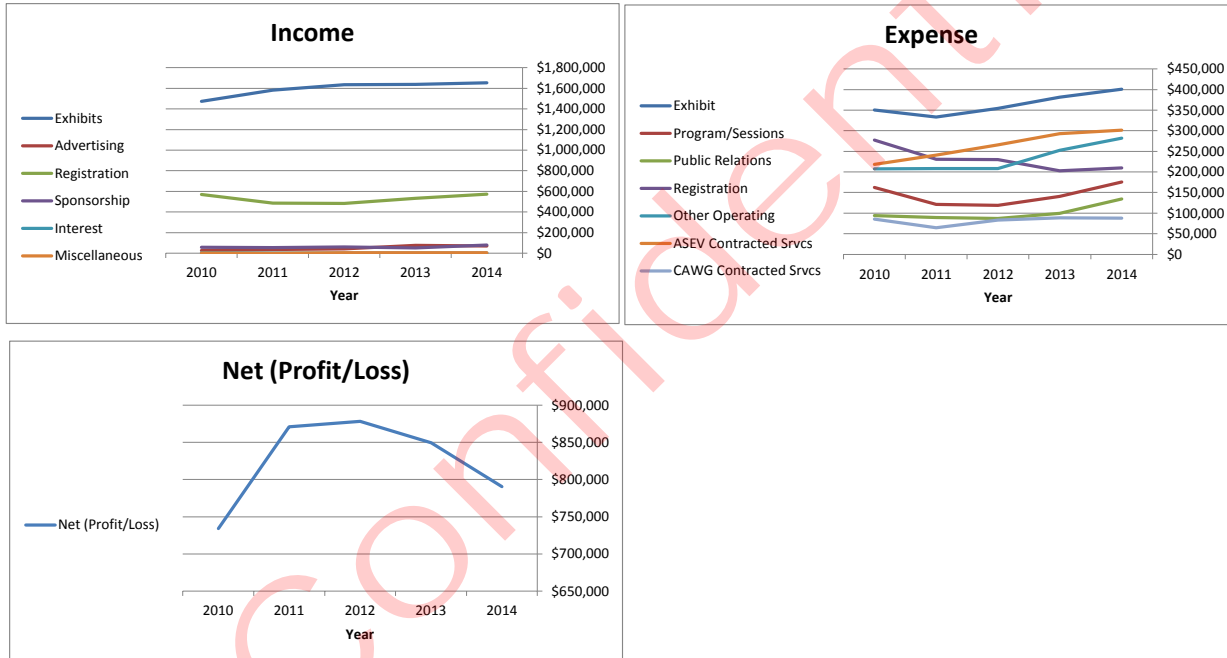 Income
$1,800,000
$1,600,000
$1,400,000
$1,200,000
$1,000,000
$800,000
$600,000
$400,000
$200,000
$0
Exhibits
Advertising
Registration
Sponsorship
Interest
Miscellaneous
2010 2011 2012 2013 2014
Year
Expense
$450,000
$400,000
$350,000
$300,000
$250,000
$200,000
$150,000
$100,000
$50,000
$0
Exhibit
Program/Sessions
Public Relations
Registration
Other Operating
ASEV Contracted Srvcs
CAWG Contracted Srvcs
2010 2011 2012 2013 2014
Year
Net (Profit/Loss)
$900,000
$850,000
$800,000
$750,000
$700,000
$650,000
Net (Profit/Loss)
2010 2011 2012 2013 2014
Year
Confident